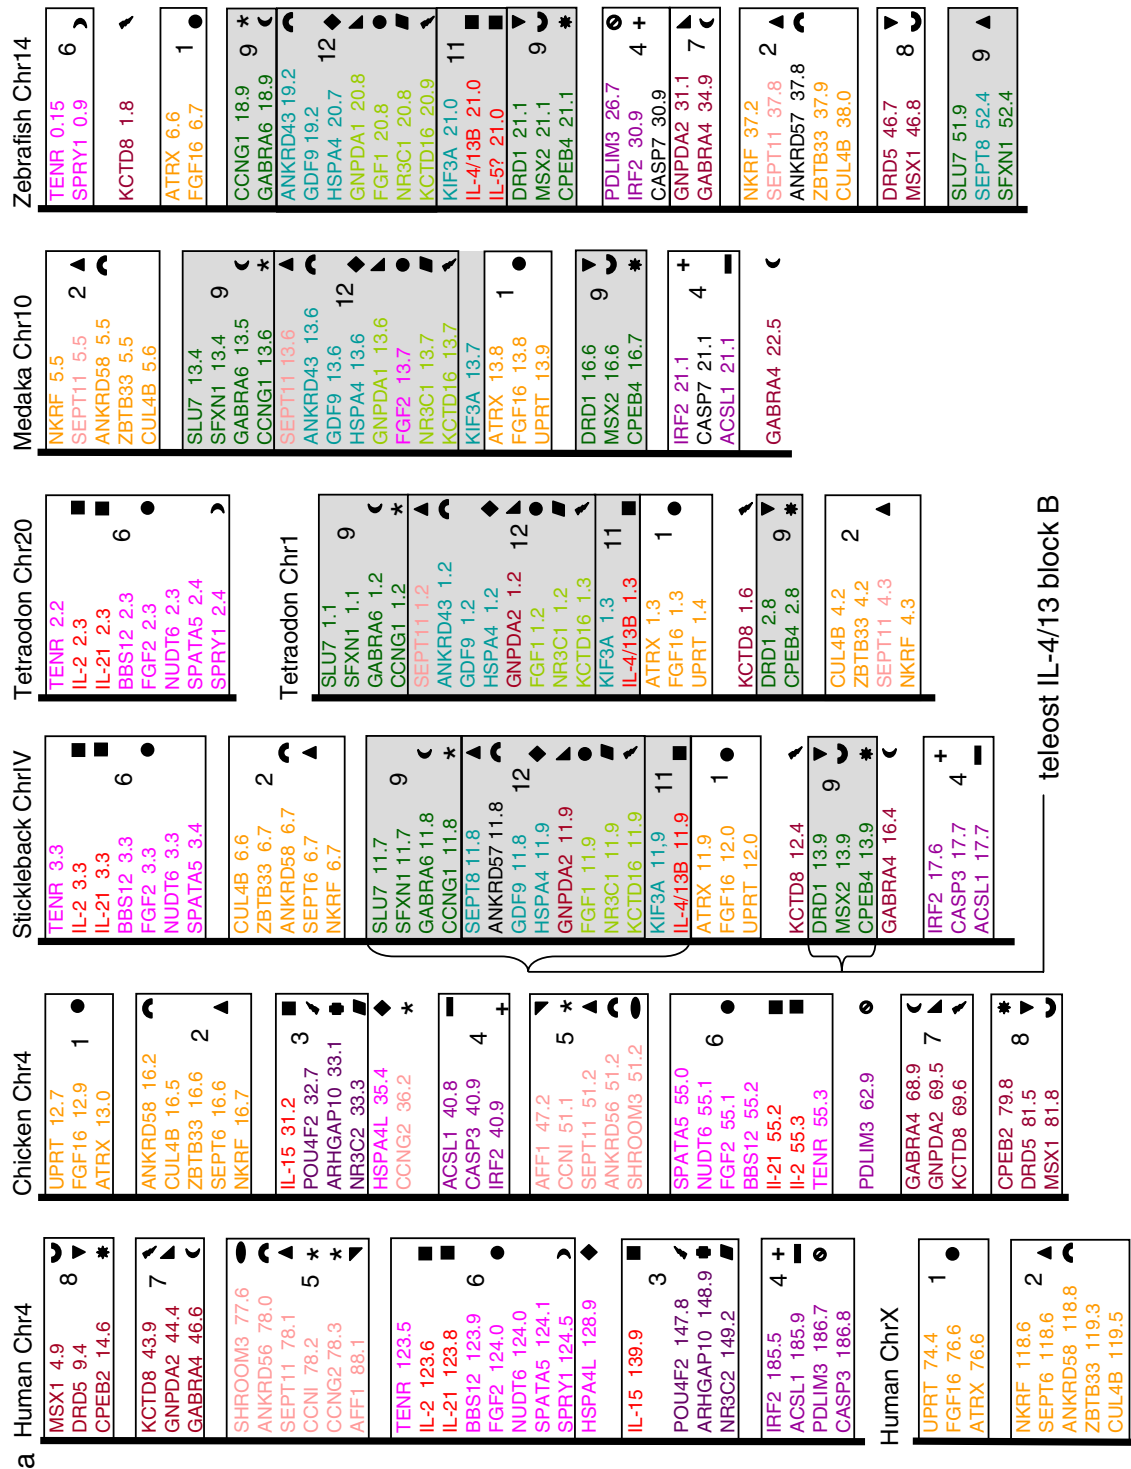 a
Human Chr4
MSX1 4.9
DRD5 9.4
CPEB2 14.6
8
KCTD8 43.9
GNPDA2 44.4
GABRA4 46.6
7
SHROOM3 77.6
ANKRD56 78.0
SEPT11 78.1
CCNI 78.2
CCNG2 78.3
AFF1 88.1
5
TENR 123.5
IL-2 123.6
IL-21 123.8
BBS12 123.9
FGF2 124.0
NUDT6 124.0
SPATA5 124.1
SPRY1 124.5
6
HSPA4L 128.9
IL-15 139.9
POU4F2 147.8
ARHGAP10 148.9
NR3C2 149.2
3
IRF2 185.5
ACSL1 185.9
PDLIM3 186.7
CASP3 186.8
4
Human ChrX
UPRT 74.4
FGF16 76.6
ATRX 76.6
1
NKRF 118.6
SEPT6 118.6
ANKRD58 118.8
ZBTB33 119.3
CUL4B 119.5
2
Chicken Chr4
UPRT 12.7
FGF16 12.9
ATRX 13.0
1
ANKRD58 16.2
CUL4B 16.5
ZBTB33 16.6
SEPT6 16.6
NKRF 16.7
2
IL-15 31.2
POU4F2 32.7
ARHGAP10 33.1
NR3C2 33.3
3
HSPA4L 35.4
CCNG2 36.2
ACSL1 40.8
CASP3 40.9
IRF2 40.9
4
AFF1 47.2
CCNI 51.1
SEPT11 51.2
ANKRD56 51.2
SHROOM3 51.2
5
SPATA5 55.0
NUDT6 55.1
FGF2 55.1
BBS12 55.2
Il-21 55.2
Il-2 55.3
TENR 55.3
6
PDLIM3 62.9
GABRA4 68.9
GNPDA2 69.5
KCTD8 69.6
7
CPEB2 79.8
DRD5 81.5
MSX1 81.8
8
Stickleback ChrIV
TENR 3.3
IL-2 3.3
IL-21 3.3
BBS12 3.3
FGF2 3.3
NUDT6 3.3
SPATA5 3.4
6
CUL4B 6.6
ZBTB33 6.7
ANKRD58 6.7
SEPT6 6.7
NKRF 6.7
2
SLU7 11.7
SFXN1 11.7
GABRA6 11.8
CCNG1 11.8
9
SEPT8 11.8
ANKRD57 11.8
GDF9 11.8
HSPA4 11.9
GNPDA2 11.9
FGF1 11.9
NR3C1 11.9
KCTD16 11.9
12
KIF3A 11,9
IL-4/13B 11.9
11
ATRX 11.9
FGF16 12.0
UPRT 12.0
1
KCTD8 12.4
DRD1 13.9
MSX2 13.9
CPEB4 13.9
9
GABRA4 16.4
IRF2 17.6
CASP3 17.7
ACSL1 17.7
4
teleost IL-4/13 block B
Tetraodon Chr20
TENR 2.2
IL-2 2.3
IL-21 2.3
BBS12 2.3
FGF2 2.3
NUDT6 2.3
SPATA5 2.4
SPRY1 2.4
6
Tetraodon Chr1
SLU7 1.1
SFXN1 1.1
GABRA6 1.2
CCNG1 1.2
9
SEPT11 1.2
ANKRD43 1.2
GDF9 1.2
HSPA4 1.2
GNPDA2 1.2
FGF1 1.2
NR3C1 1.2
KCTD16 1.3
12
KIF3A 1.3
IL-4/13B 1.3
11
ATRX 1.3
FGF16 1.3
UPRT 1.4
1
KCTD8 1.6
DRD1 2.8
CPEB4 2.8
9
CUL4B 4.2
ZBTB33 4.2
SEPT11 4.3
NKRF 4.3
2
Medaka Chr10
NKRF 5.5
SEPT11 5.5
ANKRD58 5.5
ZBTB33 5.5
CUL4B 5.6
2
SLU7 13.4
SFXN1 13.4
GABRA6 13.5
CCNG1 13.6
9
SEPT11 13.6
ANKRD43 13.6
GDF9 13.6
HSPA4 13.6
GNPDA1 13.6
FGF2 13.7
NR3C1 13.7
KCTD16 13.7
12
KIF3A 13.7
ATRX 13.8
FGF16 13.8
UPRT 13.9
1
DRD1 16.6
MSX2 16.6
CPEB4 16.7
9
IRF2 21.1
CASP7 21.1
ACSL1 21.1
4
GABRA4 22.5
Zebrafish Chr14
TENR 0.15
SPRY1 0.9
6
KCTD8 1.8
ATRX 6.6
FGF16 6.7
1
CCNG1 18.9
GABRA6 18.9
9
ANKRD43 19.2
GDF9 19.2
HSPA4 20.7
GNPDA1 20.8
FGF1 20.8
NR3C1 20.8
KCTD16 20.9
12
KIF3A 21.0
IL-4/13B 21.0
IL-5? 21.0
11
DRD1 21.1
MSX2 21.1
CPEB4 21.1
9
PDLIM3 26.7
IRF2 30.9
CASP7 30.9
4
GNPDA2 31.1
GABRA4 34.9
7
NKRF 37.2
SEPT11 37.8
ANKRD57 37.8
ZBTB33 37.9
CUL4B 38.0
2
DRD5 46.7
MSX1 46.8
8
SLU7 51.9
SEPT8 52.4
SFXN1 52.4
9